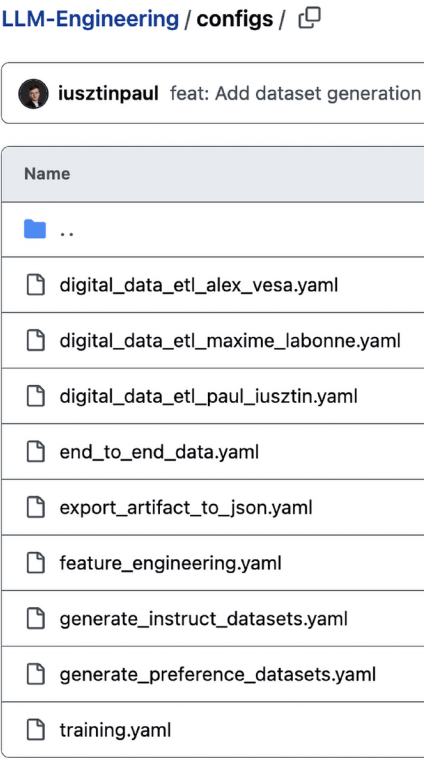 LLM-Engineering / configs /
iusztinpaul feat: Add dataset generation
Name
..
digital_data_etl_alex_vesa.yaml
digital_data_etl_maxime_labonne.yaml
digital_data_etl_paul_iusztin.yaml
end_to_end_data.yaml
export_artifact_to_json.yaml
feature_engineering.yaml
generate_instruct_datasets.yaml
generate_preference_datasets.yaml
training.yaml